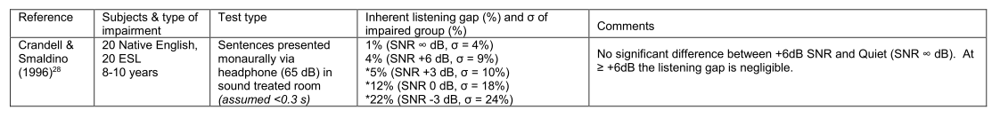 Reference
Subjects & type of
impairment
Test type
Inherent listening gap (%) and σ of
impaired group (%)
Comments
Crandell &
Smaldino
(1996)28
20 Native English,
20 ESL
8-10 years
Sentences presented
monaurally via
headphone (65 dB) in
sound treated room
(assumed <0.3 s)
1% (SNR ∞ dB, σ = 4%)
4% (SNR +6 dB, σ = 9%)
*5% (SNR +3 dB, σ = 10%)
*12% (SNR 0 dB, σ = 18%)
*22% (SNR -3 dB, σ = 24%)
No significant difference between +6dB SNR and Quiet (SNR ∞ dB). At
≥ +6dB the listening gap is negligible.